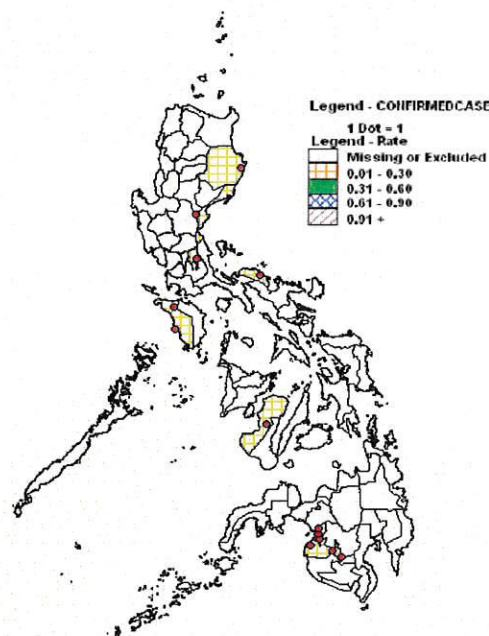 Legend - CONFIRMEDCASE
1 Dot = 1
Legend - Rate
Missing or Excluded
0.01 - 0.30
0.31 - 0.60
0.61 - 0.90
0.91 +